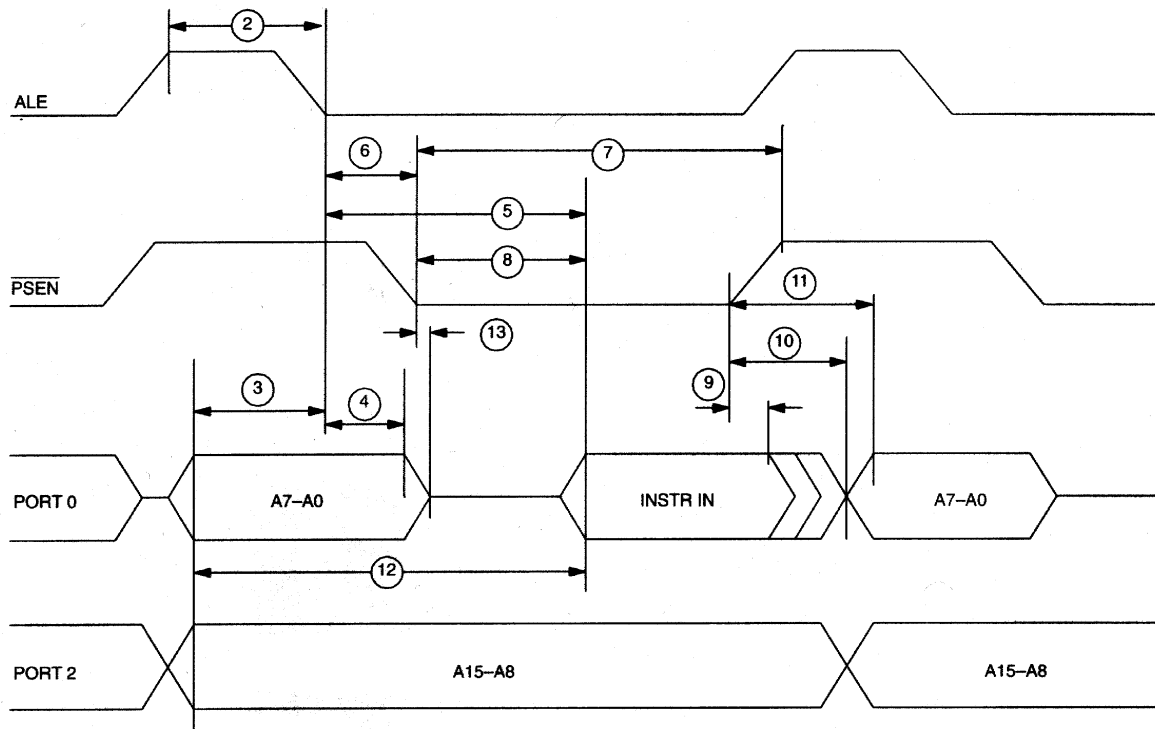 2
ALE
6
7
5
PSEN
8
11
13
10
3
4
9
PORT 0
A7–A0
INSTR IN
A7–A0
12
PORT 2
A15–A8
A15–A8